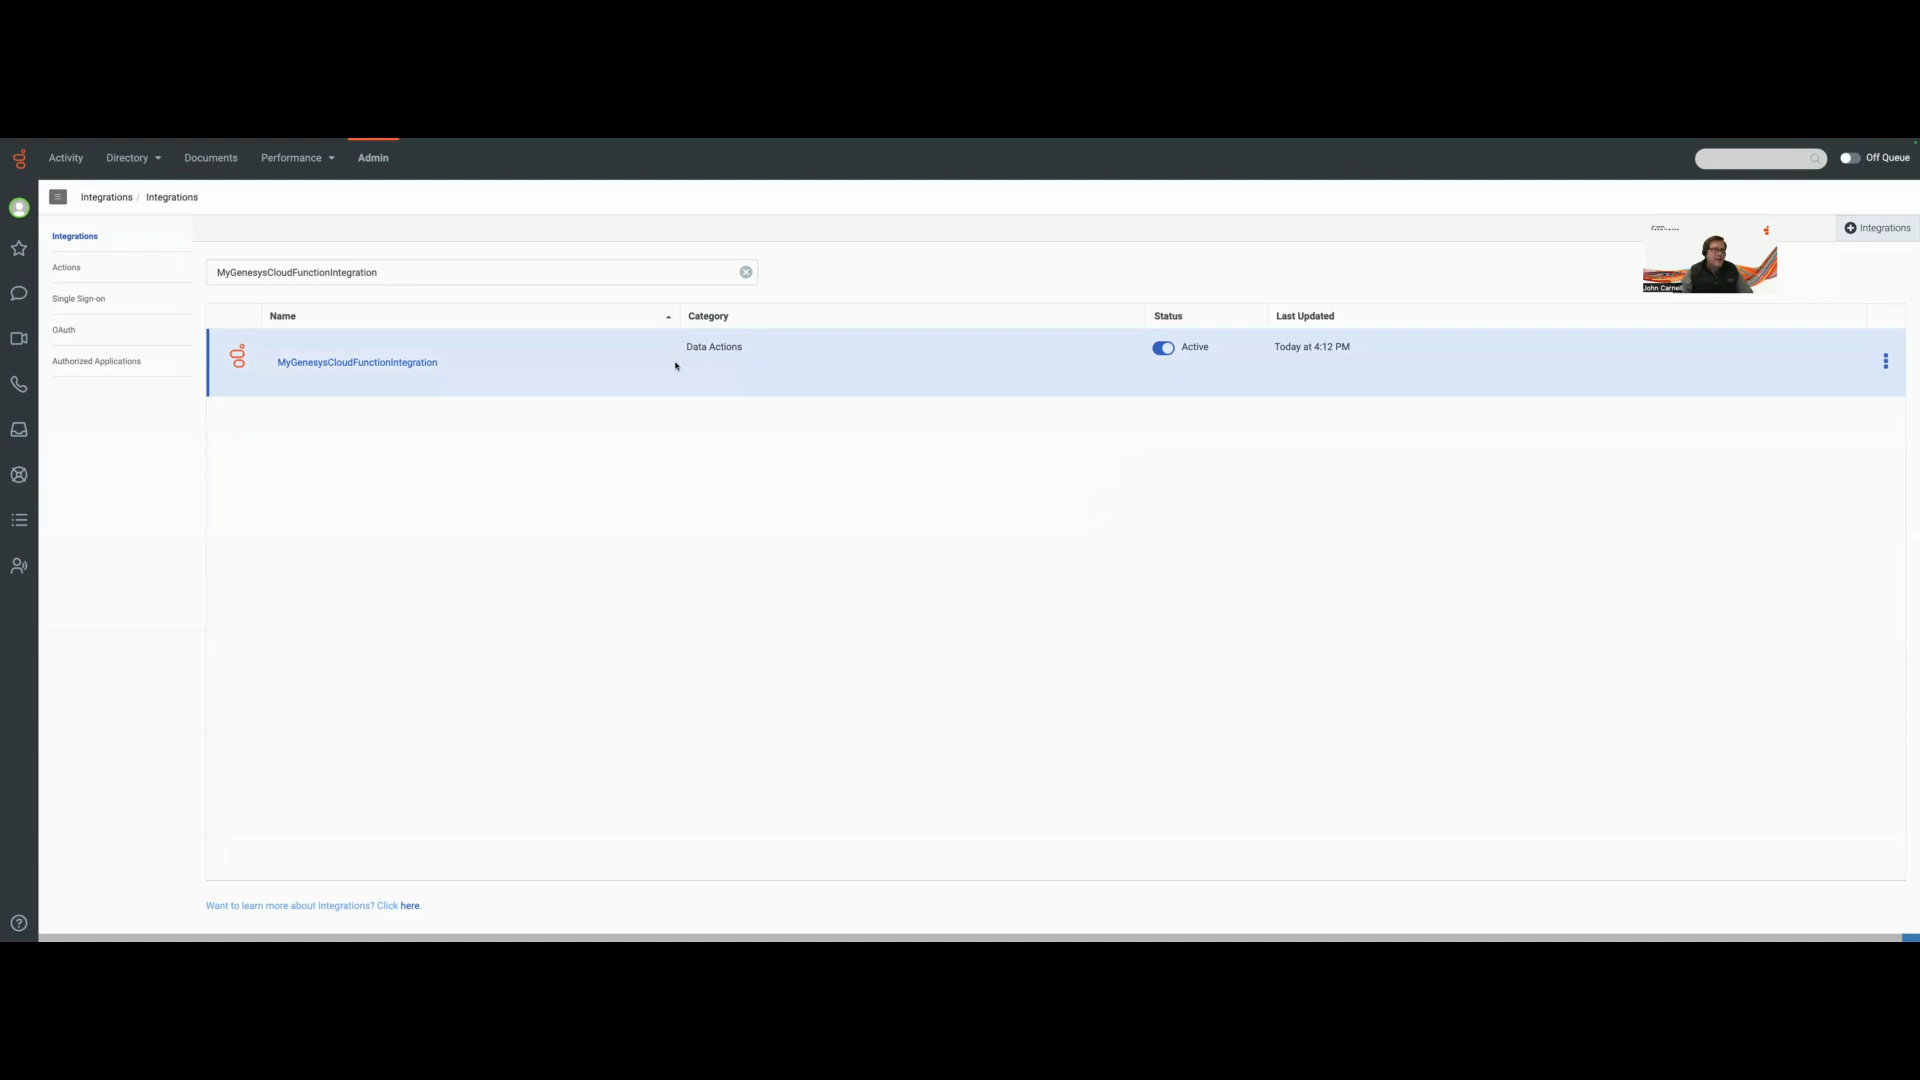 Activity Directory Documents Performance Admin Off Queue
Integrations / Integrations
Integrations
Integrations
Actions
Single Sign-on
OAuth
Authorized Applications
MyGenesysCloudFunctionIntegration
John Carnell
Name Category Status Last Updated
MyGenesysCloudFunctionIntegration Data Actions Active Today at 4:12 PM
Want to learn more about Integrations? Click here.